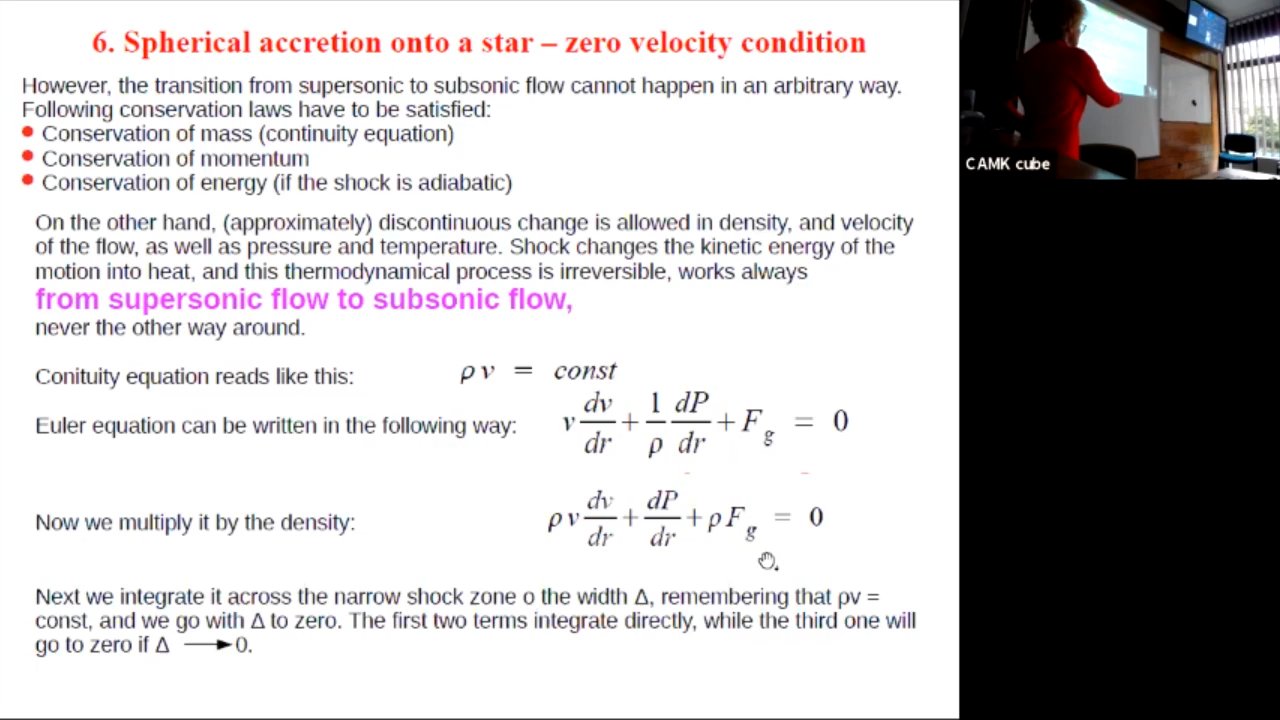 6. Spherical accretion onto a star – zero velocity condition
However, the transition from supersonic to subsonic flow cannot happen in an arbitrary way.
Following conservation laws have to be satisfied:
• Conservation of mass (continuity equation)
• Conservation of momentum
• Conservation of energy (if the shock is adiabatic)
On the other hand, (approximately) discontinuous change is allowed in density, and velocity
of the flow, as well as pressure and temperature. Shock changes the kinetic energy of the
motion into heat, and this thermodynamical process is irreversible, works always
from supersonic flow to subsonic flow,
never the other way around.
Conituity equation reads like this: ρ v = const
Euler equation can be written in the following way: v dv/dr + 1/ρ dP/dr + F_g = 0
Now we multiply it by the density: ρ v dv/dr + dP/dr + ρ F_g = 0
Next we integrate it across the narrow shock zone o the width Δ, remembering that ρv =
const, and we go with Δ to zero. The first two terms integrate directly, while the third one will
go to zero if Δ → 0.
CAMK cube